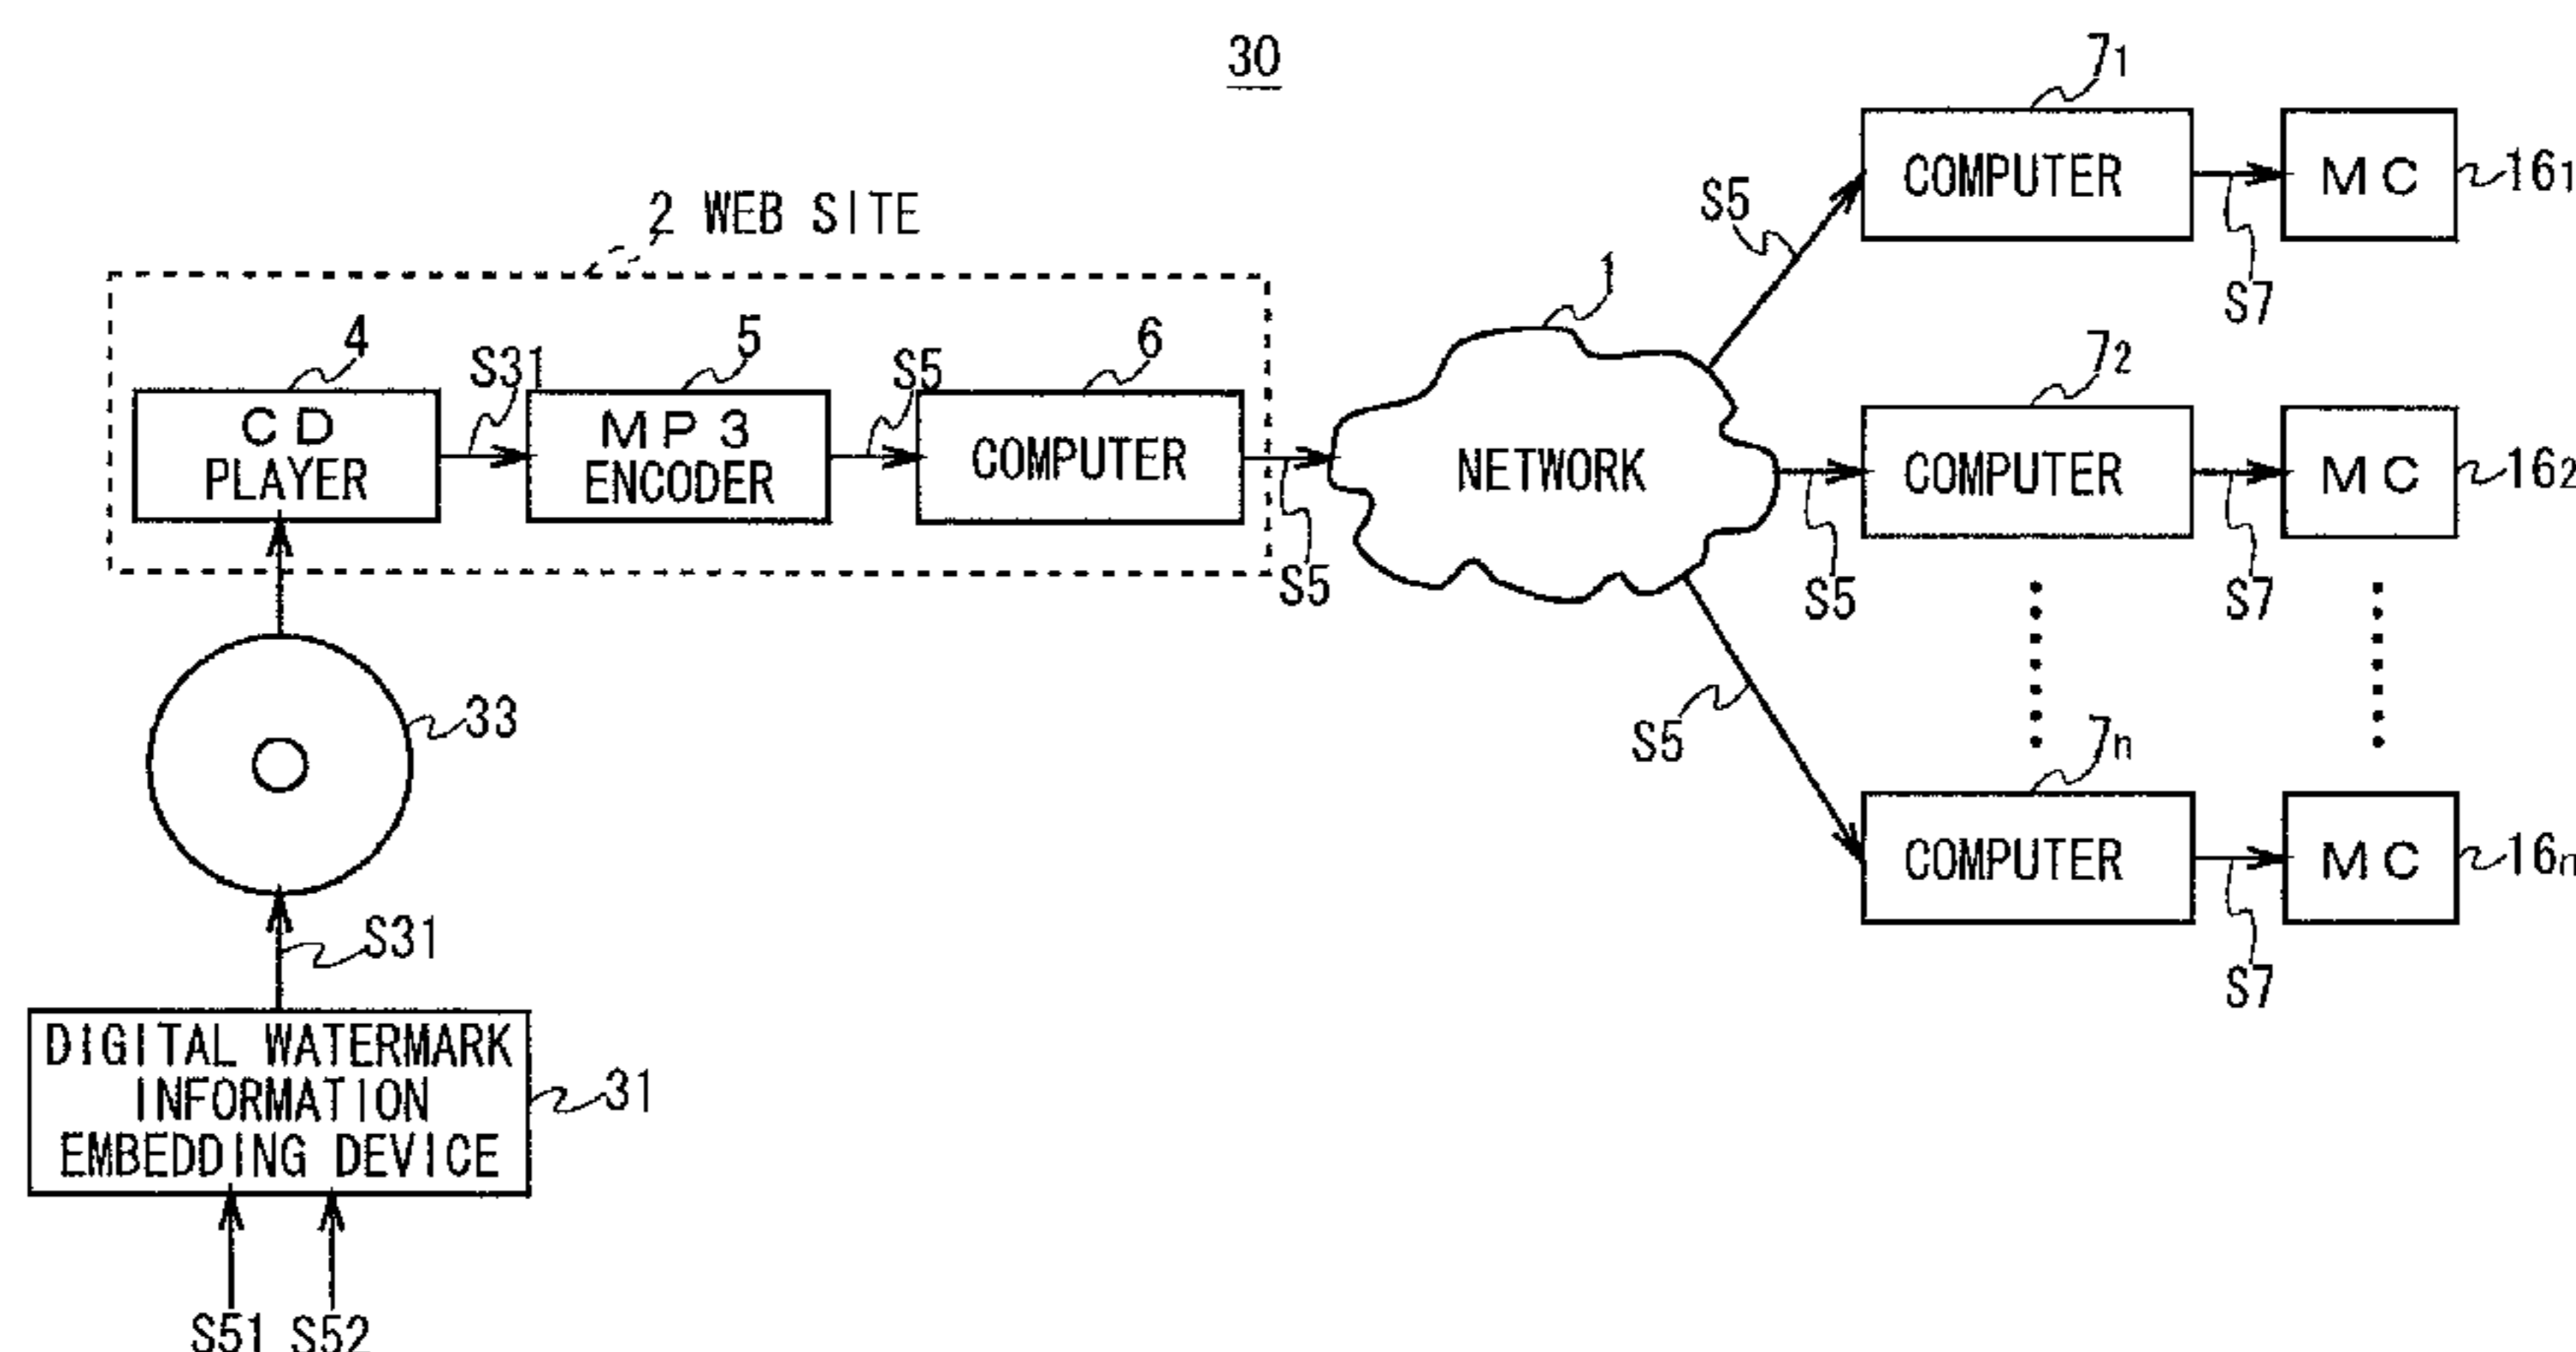 30
7₁
COMPUTER
MC
16₁
S5
S7
2 WEB SITE
1
4
S31
5
S5
6
7₂
CD
PLAYER
MP3
ENCODER
COMPUTER
NETWORK
COMPUTER
MC
16₂
S5
S5
S7
33
S5
7n
COMPUTER
MC
16n
S31
S7
DIGITAL WATERMARK
INFORMATION
EMBEDDING DEVICE
31
S51 S52